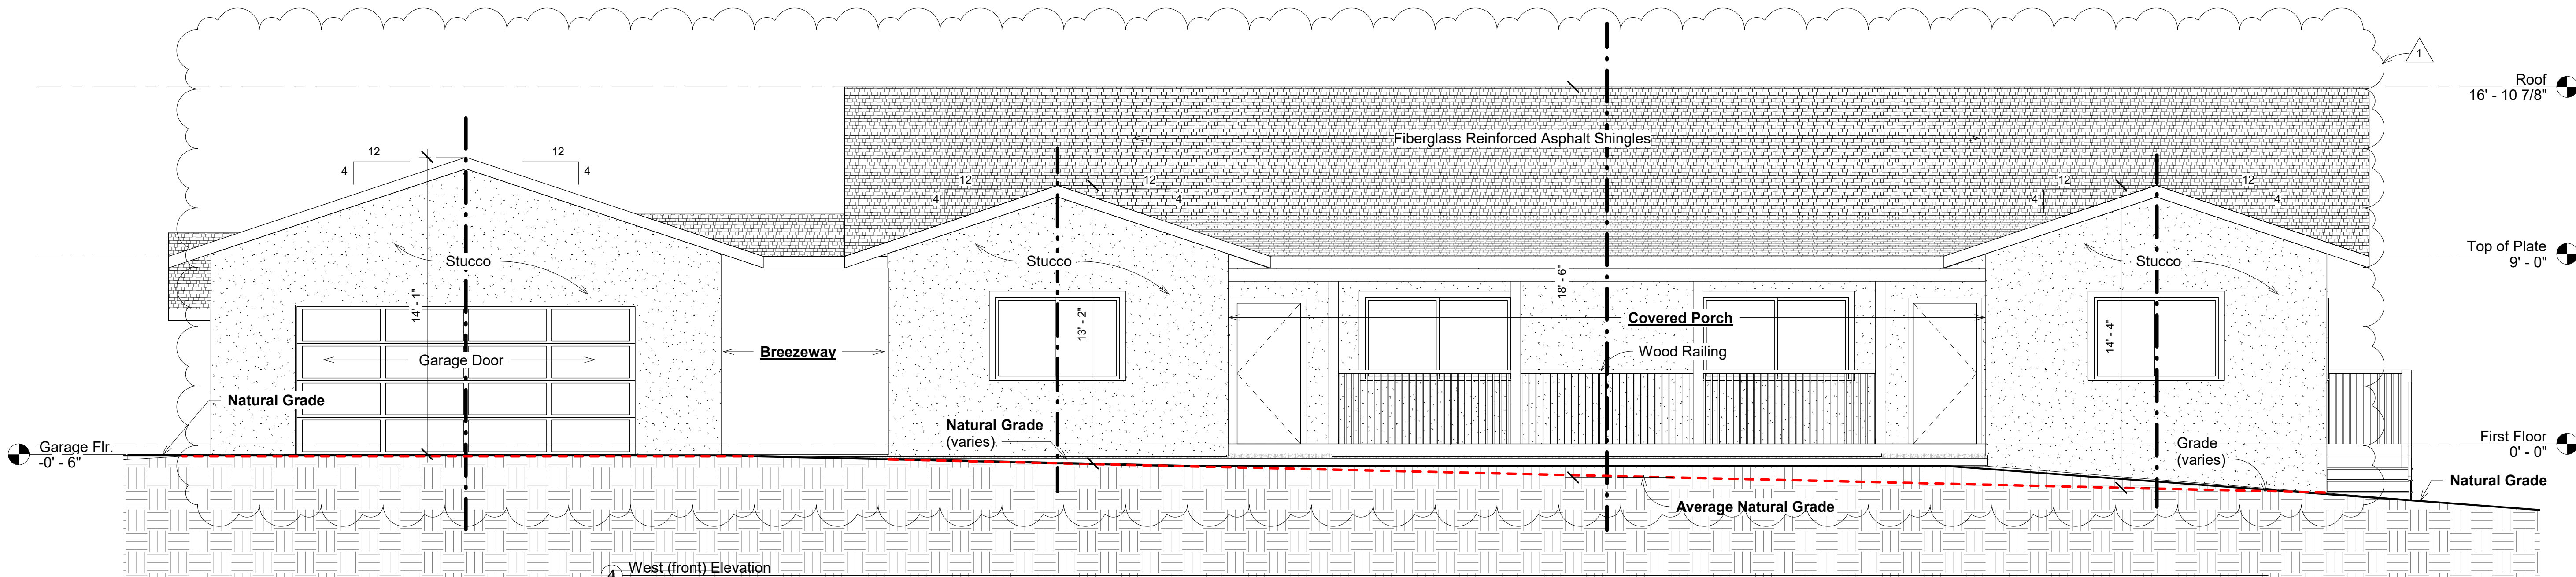 1
Roof
16' - 10 7/8"
Fiberglass Reinforced Asphalt Shingles
12
4
12
4
12
4
12
4
12
4
12
4
Top of Plate
9' - 0"
Stucco
Stucco
Stucco
14' - 1"
13' - 2"
18' - 6"
14' - 4"
Covered Porch
Breezeway
Garage Door
Wood Railing
Natural Grade
Natural Grade
(varies)
Grade
(varies)
Garage Flr.
-0' - 6"
First Floor
0' - 0"
Natural Grade
Average Natural Grade
4
West (front) Elevation